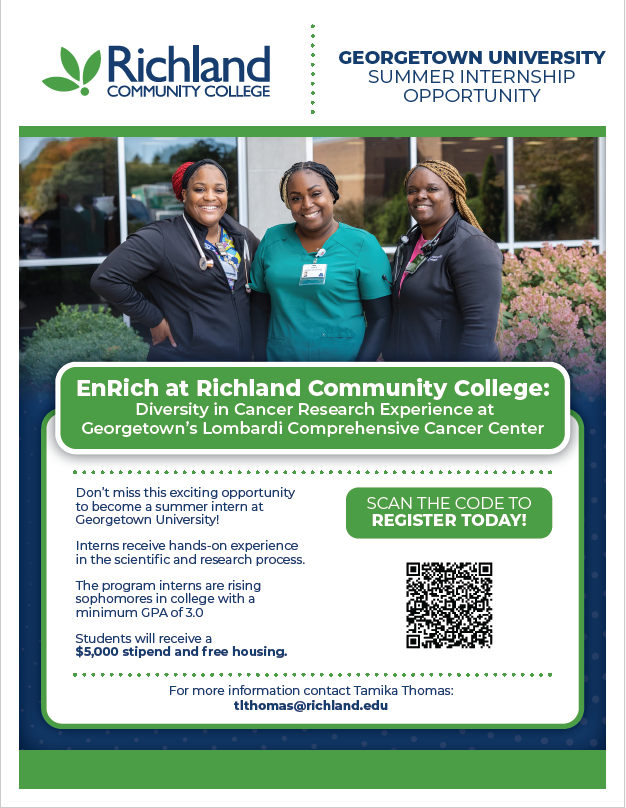 Richland
COMMUNITY COLLEGE
GEORGETOWN UNIVERSITY
SUMMER INTERNSHIP
OPPORTUNITY
EnRich at Richland Community College:
Diversity in Cancer Research Experience at
Georgetown's Lombardi Comprehensive Cancer Center
Don't miss this exciting opportunity
to become a summer intern at
Georgetown University!
Interns receive hands-on experience
in the scientific and research process.
The program interns are rising
sophomores in college with a
minimum GPA of 3.0
Students will receive a
$5,000 stipend and free housing.
SCAN THE CODE TO
REGISTER TODAY!
For more information contact Tamika Thomas:
tlthomas@richland.edu